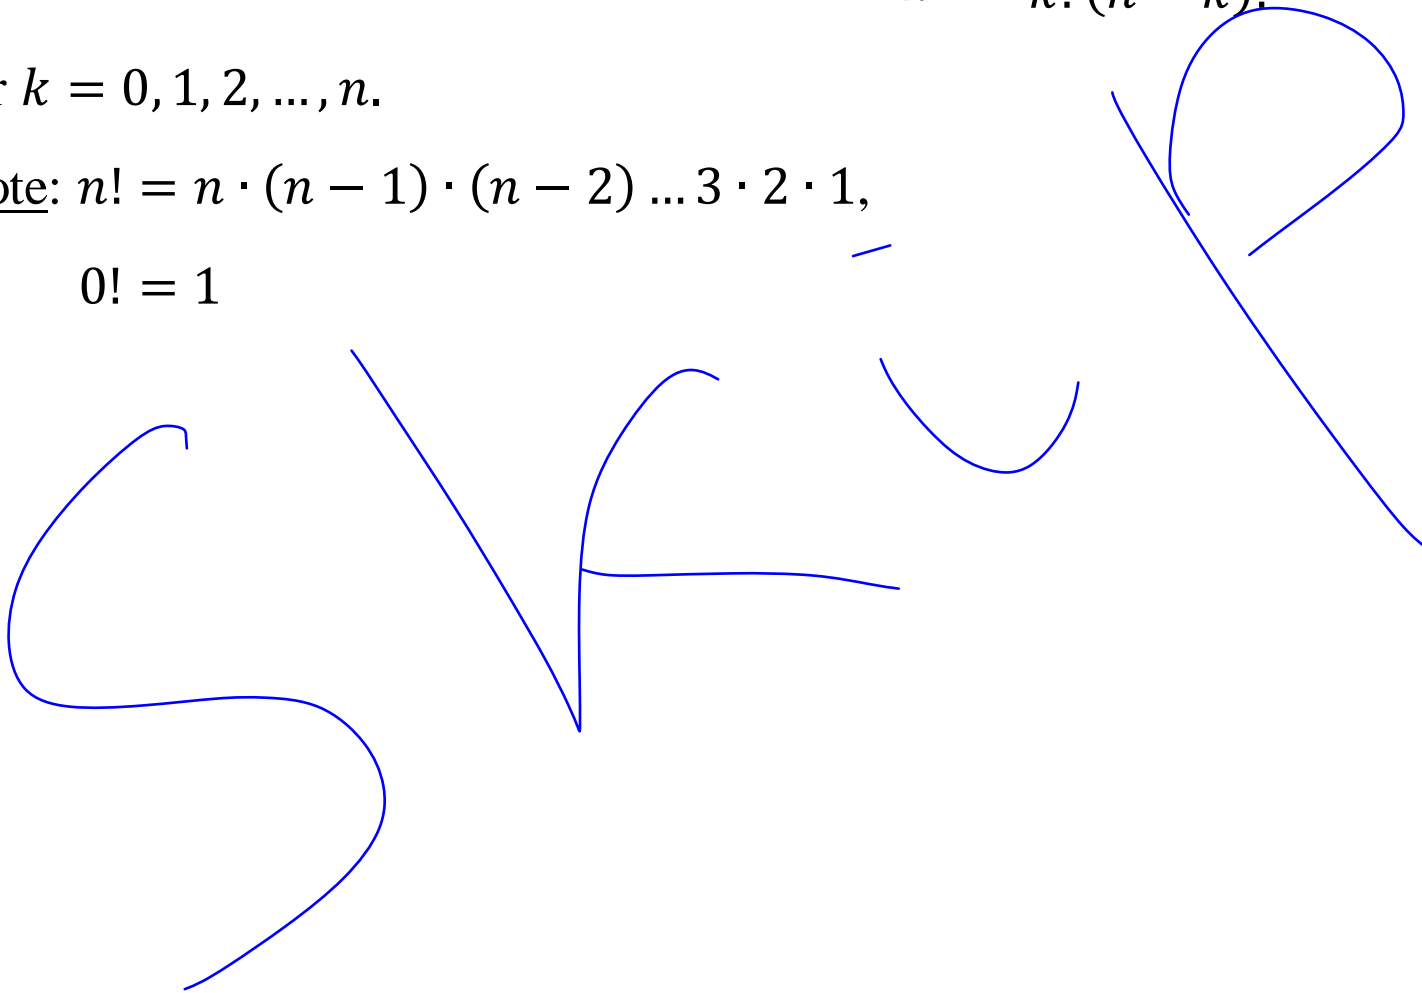 k = 0, 1, 2, …, n.
ote: n! = n · (n − 1) · (n − 2) … 3 · 2 · 1,
0! = 1